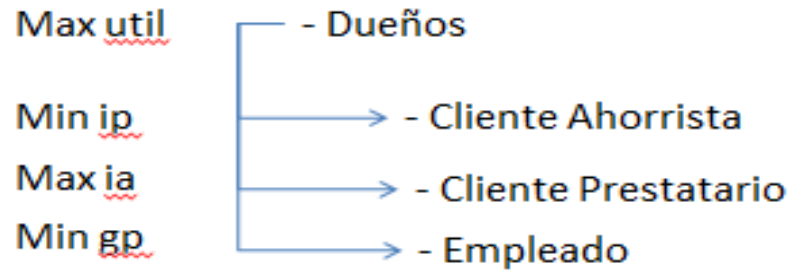 Max util - Dueños
Min ip - Cliente Ahorrista
Max ia - Cliente Prestatario
Min gp - Empleado